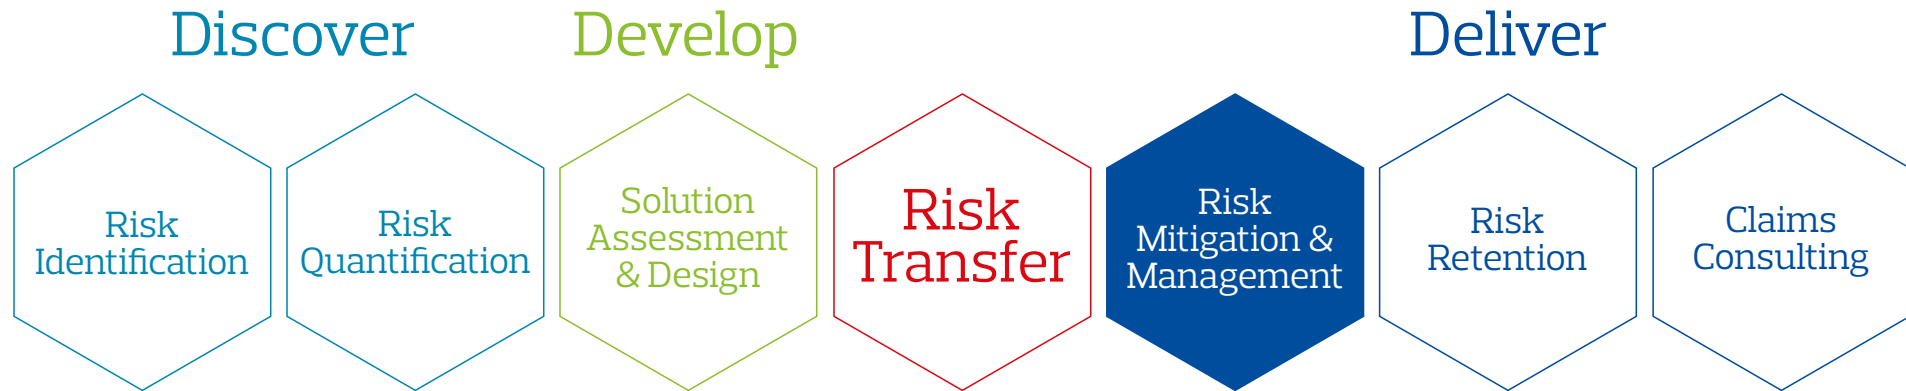 Discover
Develop
Deliver
Risk
Identification
Risk
Quantification
Solution
Assessment
& Design
Risk
Transfer
Risk
Mitigation &
Management
Risk
Retention
Claims
Consulting